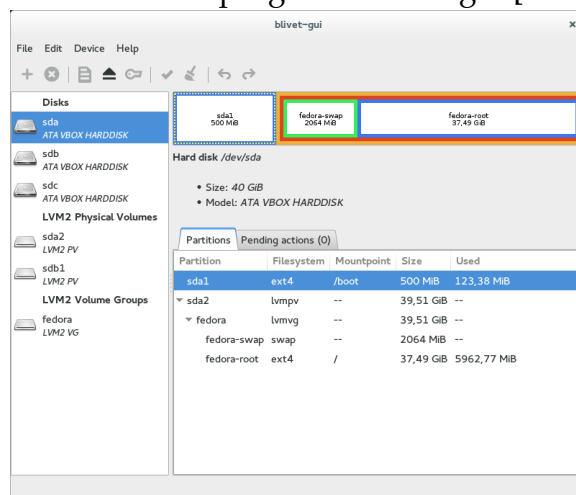 blivet-gui ×
File Edit Device Help
Disks
sda
ATA VBOX HARDDISK
sdb
ATA VBOX HARDDISK
sdc
ATA VBOX HARDDISK
LVM2 Physical Volumes
sda2
LVM2 PV
sdb1
LVM2 PV
LVM2 Volume Groups
fedora
LVM2 VG
sda1
500 MiB
fedora-swap
2064 MiB
fedora-root
37,49 GiB
Hard disk /dev/sda
• Size: 40 GiB
• Model: ATA VBOX HARDDISK
Partitions Pending actions (0)
Partition Filesystem Mountpoint Size Used
sda1 ext4 /boot 500 MiB 123,38 MiB
sda2 lvmpv -- 39,51 GiB --
fedora lvmvg -- 39,51 GiB --
fedora-swap swap -- 2064 MiB --
fedora-root ext4 / 37,49 GiB 5962,77 MiB